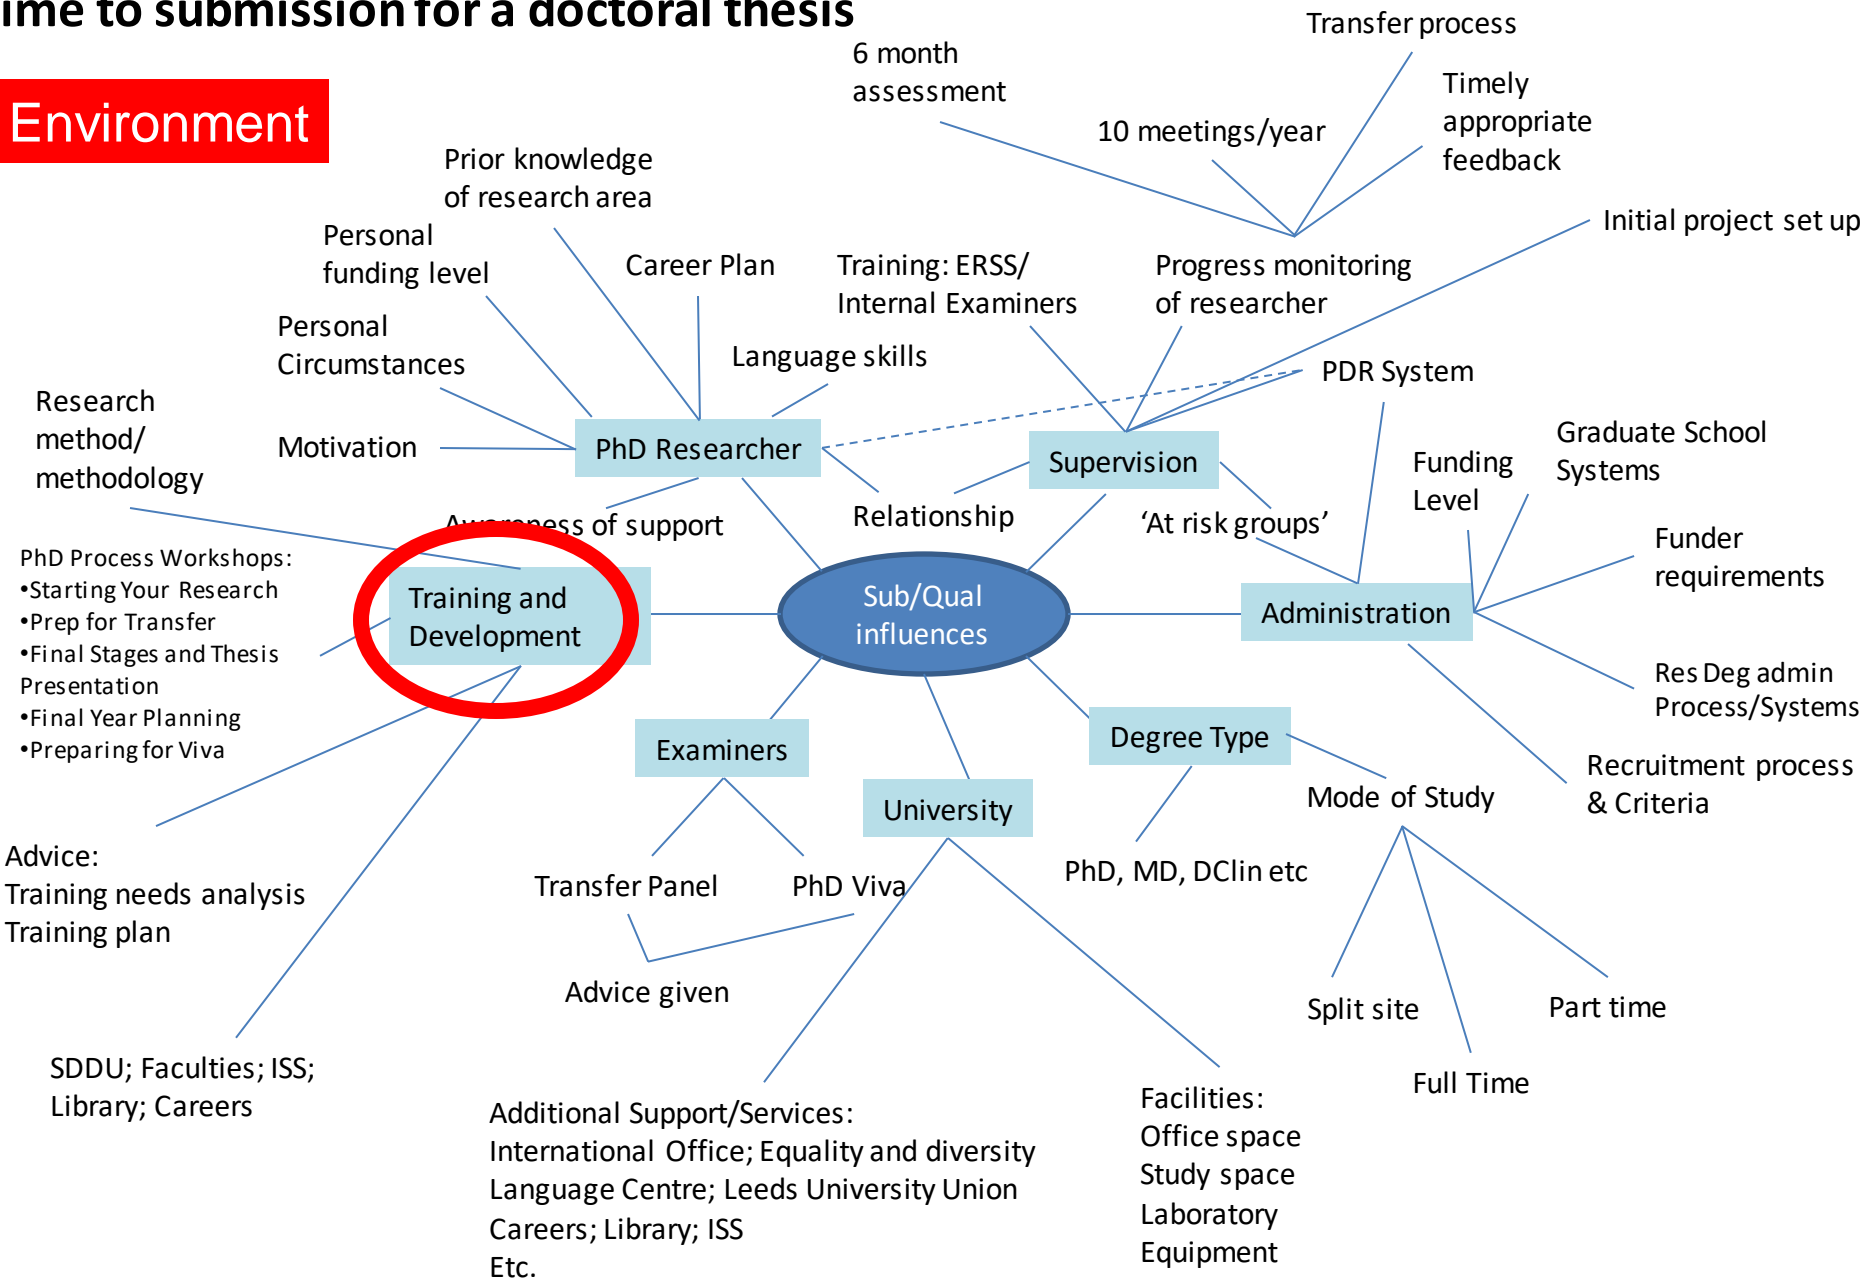 ime to submission for a doctoral thesis
Environment
Transfer process
6 month
assessment
Timely
appropriate
feedback
10 meetings/year
Prior knowledge
of research area
Initial project set up
Personal
funding level
Career Plan
Training: ERSS/
Internal Examiners
Progress monitoring
of researcher
Personal
Circumstances
Language skills
PDR System
Research
method/
methodology
Motivation
PhD Researcher
Supervision
Funding
Level
Graduate School
Systems
Awareness of support
Relationship
‘At risk groups’
Funder
requirements
PhD Process Workshops:
•Starting Your Research
•Prep for Transfer
•Final Stages and Thesis
Presentation
•Final Year Planning
•Preparing for Viva
Training and
Development
Sub/Qual
influences
Administration
Res Deg admin
Process/Systems
Examiners
University
Degree Type
Mode of Study
Recruitment process
& Criteria
Advice:
Training needs analysis
Training plan
Transfer Panel
PhD Viva
PhD, MD, DClin etc
Advice given
Split site
Part time
Full Time
SDDU; Faculties; ISS;
Library; Careers
Additional Support/Services:
International Office; Equality and diversity
Language Centre; Leeds University Union
Careers; Library; ISS
Etc.
Facilities:
Office space
Study space
Laboratory
Equipment